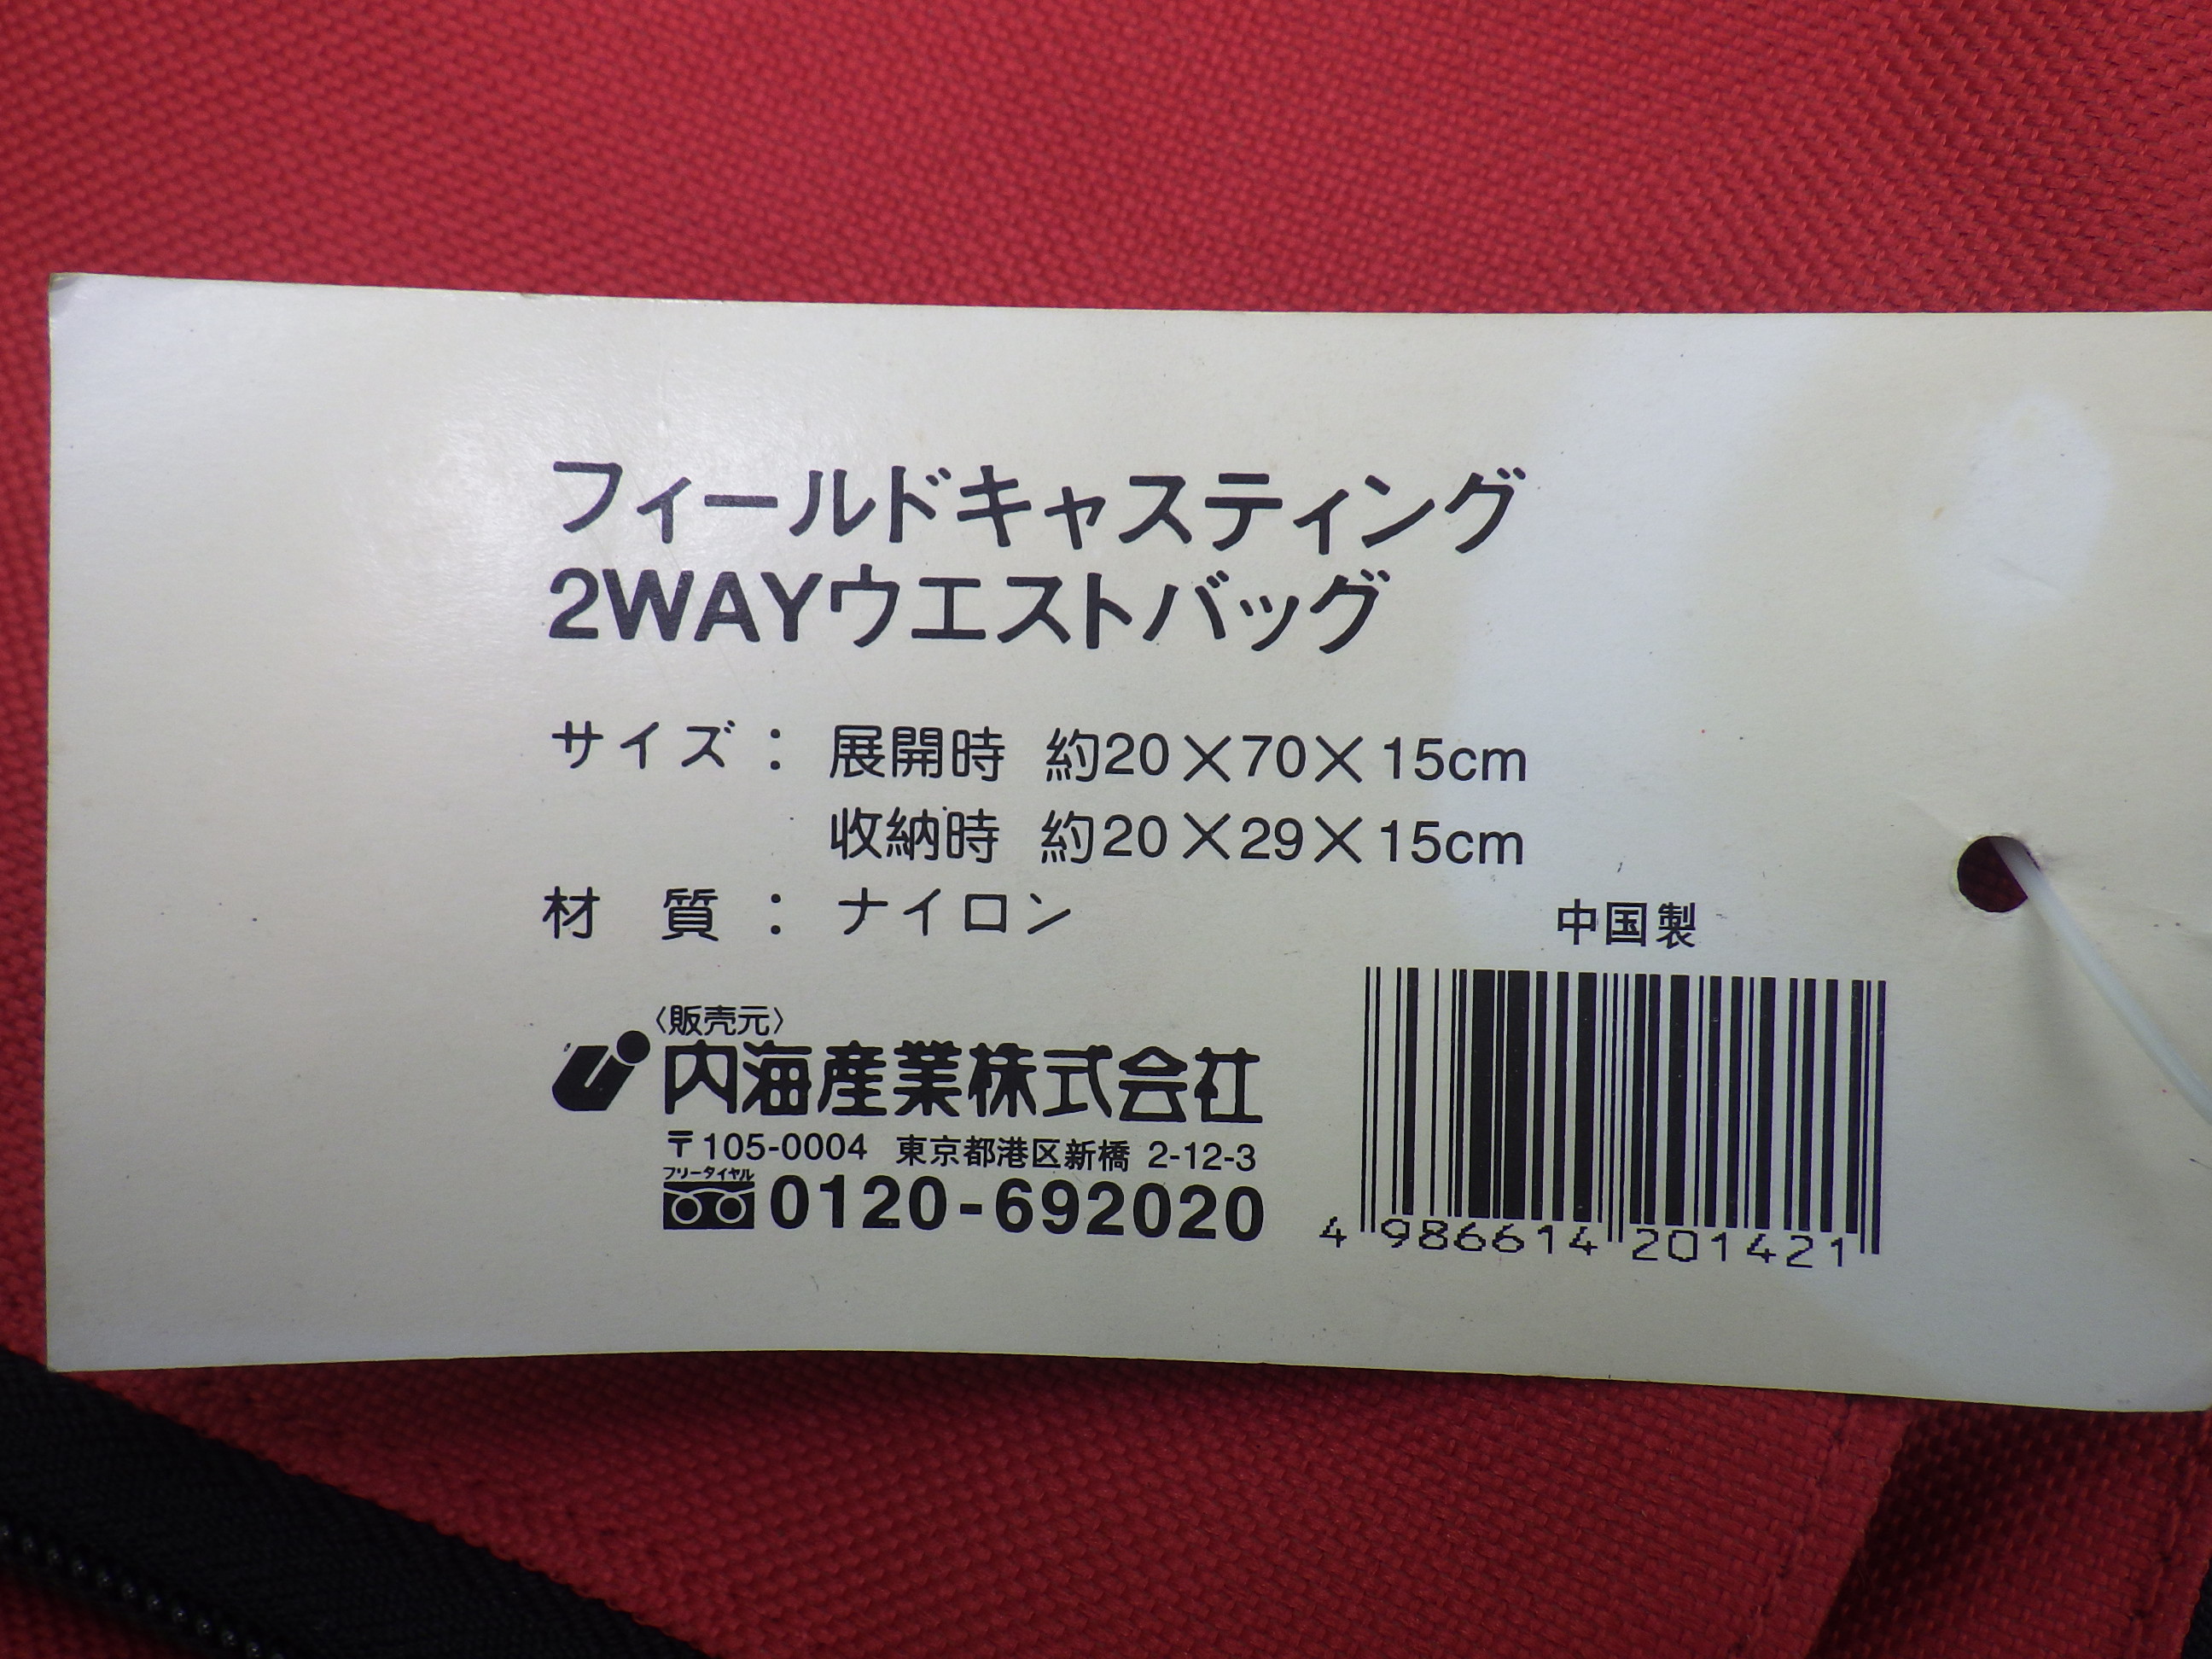 フィールドキャスティング
2WAYウエストバッグ
サイズ：展開時 約20×70×15cm
収納時 約20×29×15cm
材 質：ナイロン
中国製
〈販売元〉
内海産業株式会社
〒105-0004 東京都港区新橋 2-12-3
フリーダイヤル
0120-692020
4 986614 201421